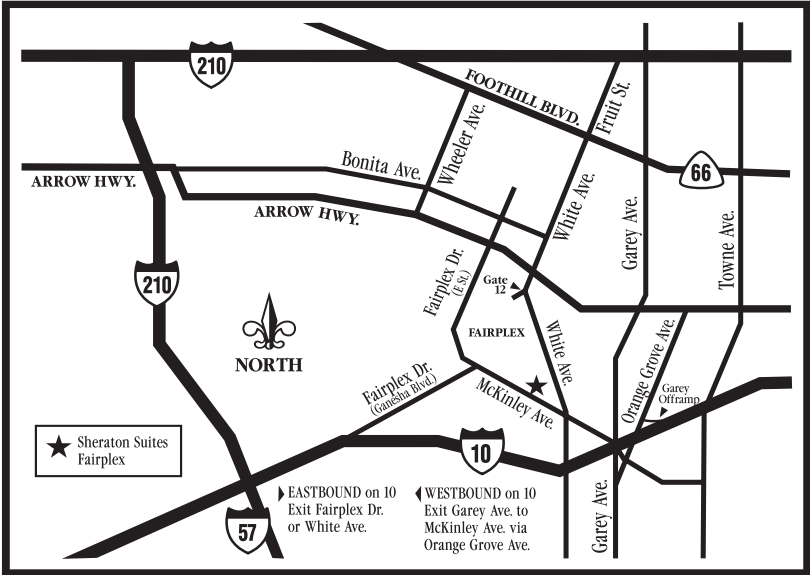 210
FOOTHILL BLVD.
Fruit St.
Wheeler Ave.
Bonita Ave.
66
ARROW HWY.
ARROW HWY.
White Ave.
Garey Ave.
Towne Ave.
210
Fairplex Dr.
(E St.)
Gate
12
NORTH
FAIRPLEX
White Ave.
Orange Grove Ave.
Fairplex Dr.
(Ganesha Blvd.)
McKinley Ave.
Garey
Offramp
Sheraton Suites
Fairplex
10
57
EASTBOUND on 10
Exit Fairplex Dr.
or White Ave.
WESTBOUND on 10
Exit Garey Ave. to
McKinley Ave. via
Orange Grove Ave.
Garey Ave.